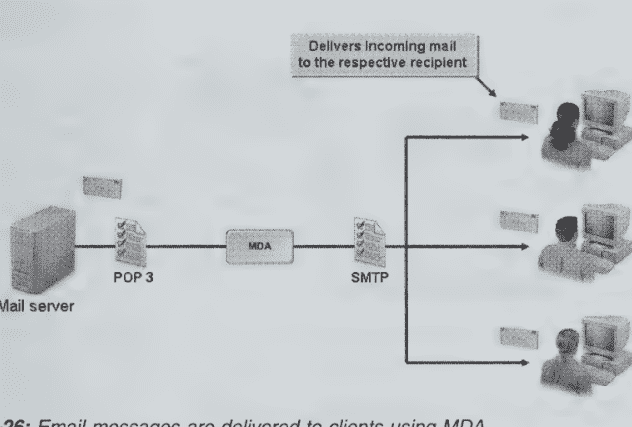 Delivers incoming mail
to the respective recipient
MDA
POP 3
SMTP
Mail server
-26: Email messages are delivered to clients using MDA